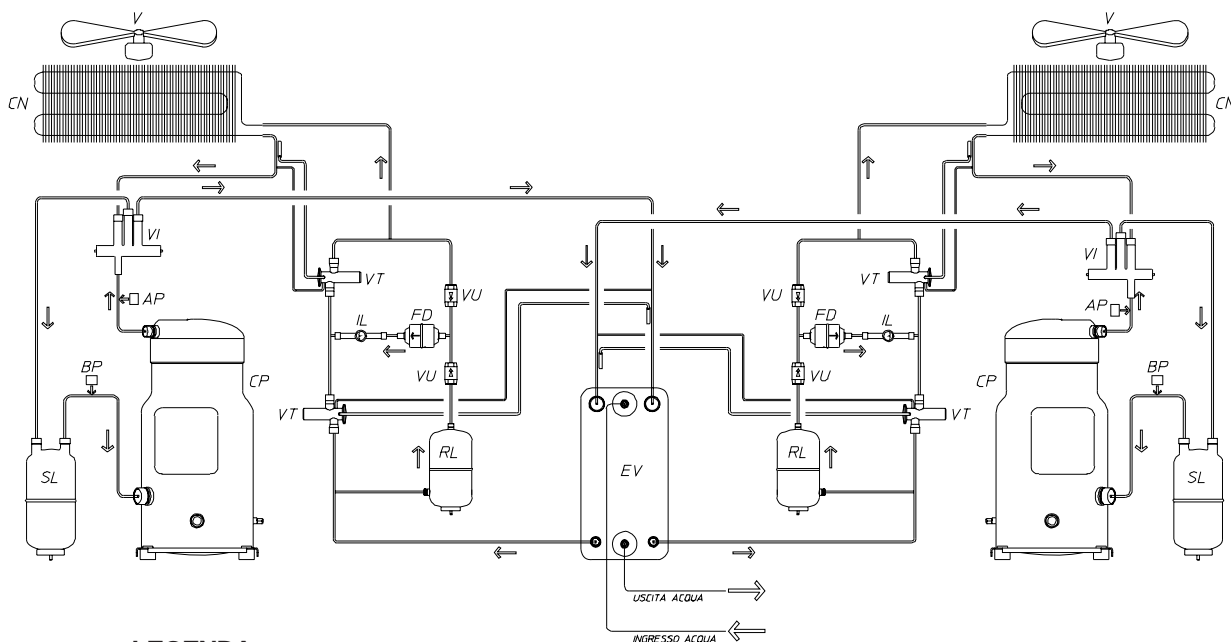 V
V
CN
CN
VI
VI
VT
VT
AP
VU
VU
AP
IL
FD
FD
IL
BP
CP
VU
VU
CP
BP
VT
VT
SL
RL
EV
RL
SL
USCITA ACQUA
INGRESSO ACQUA